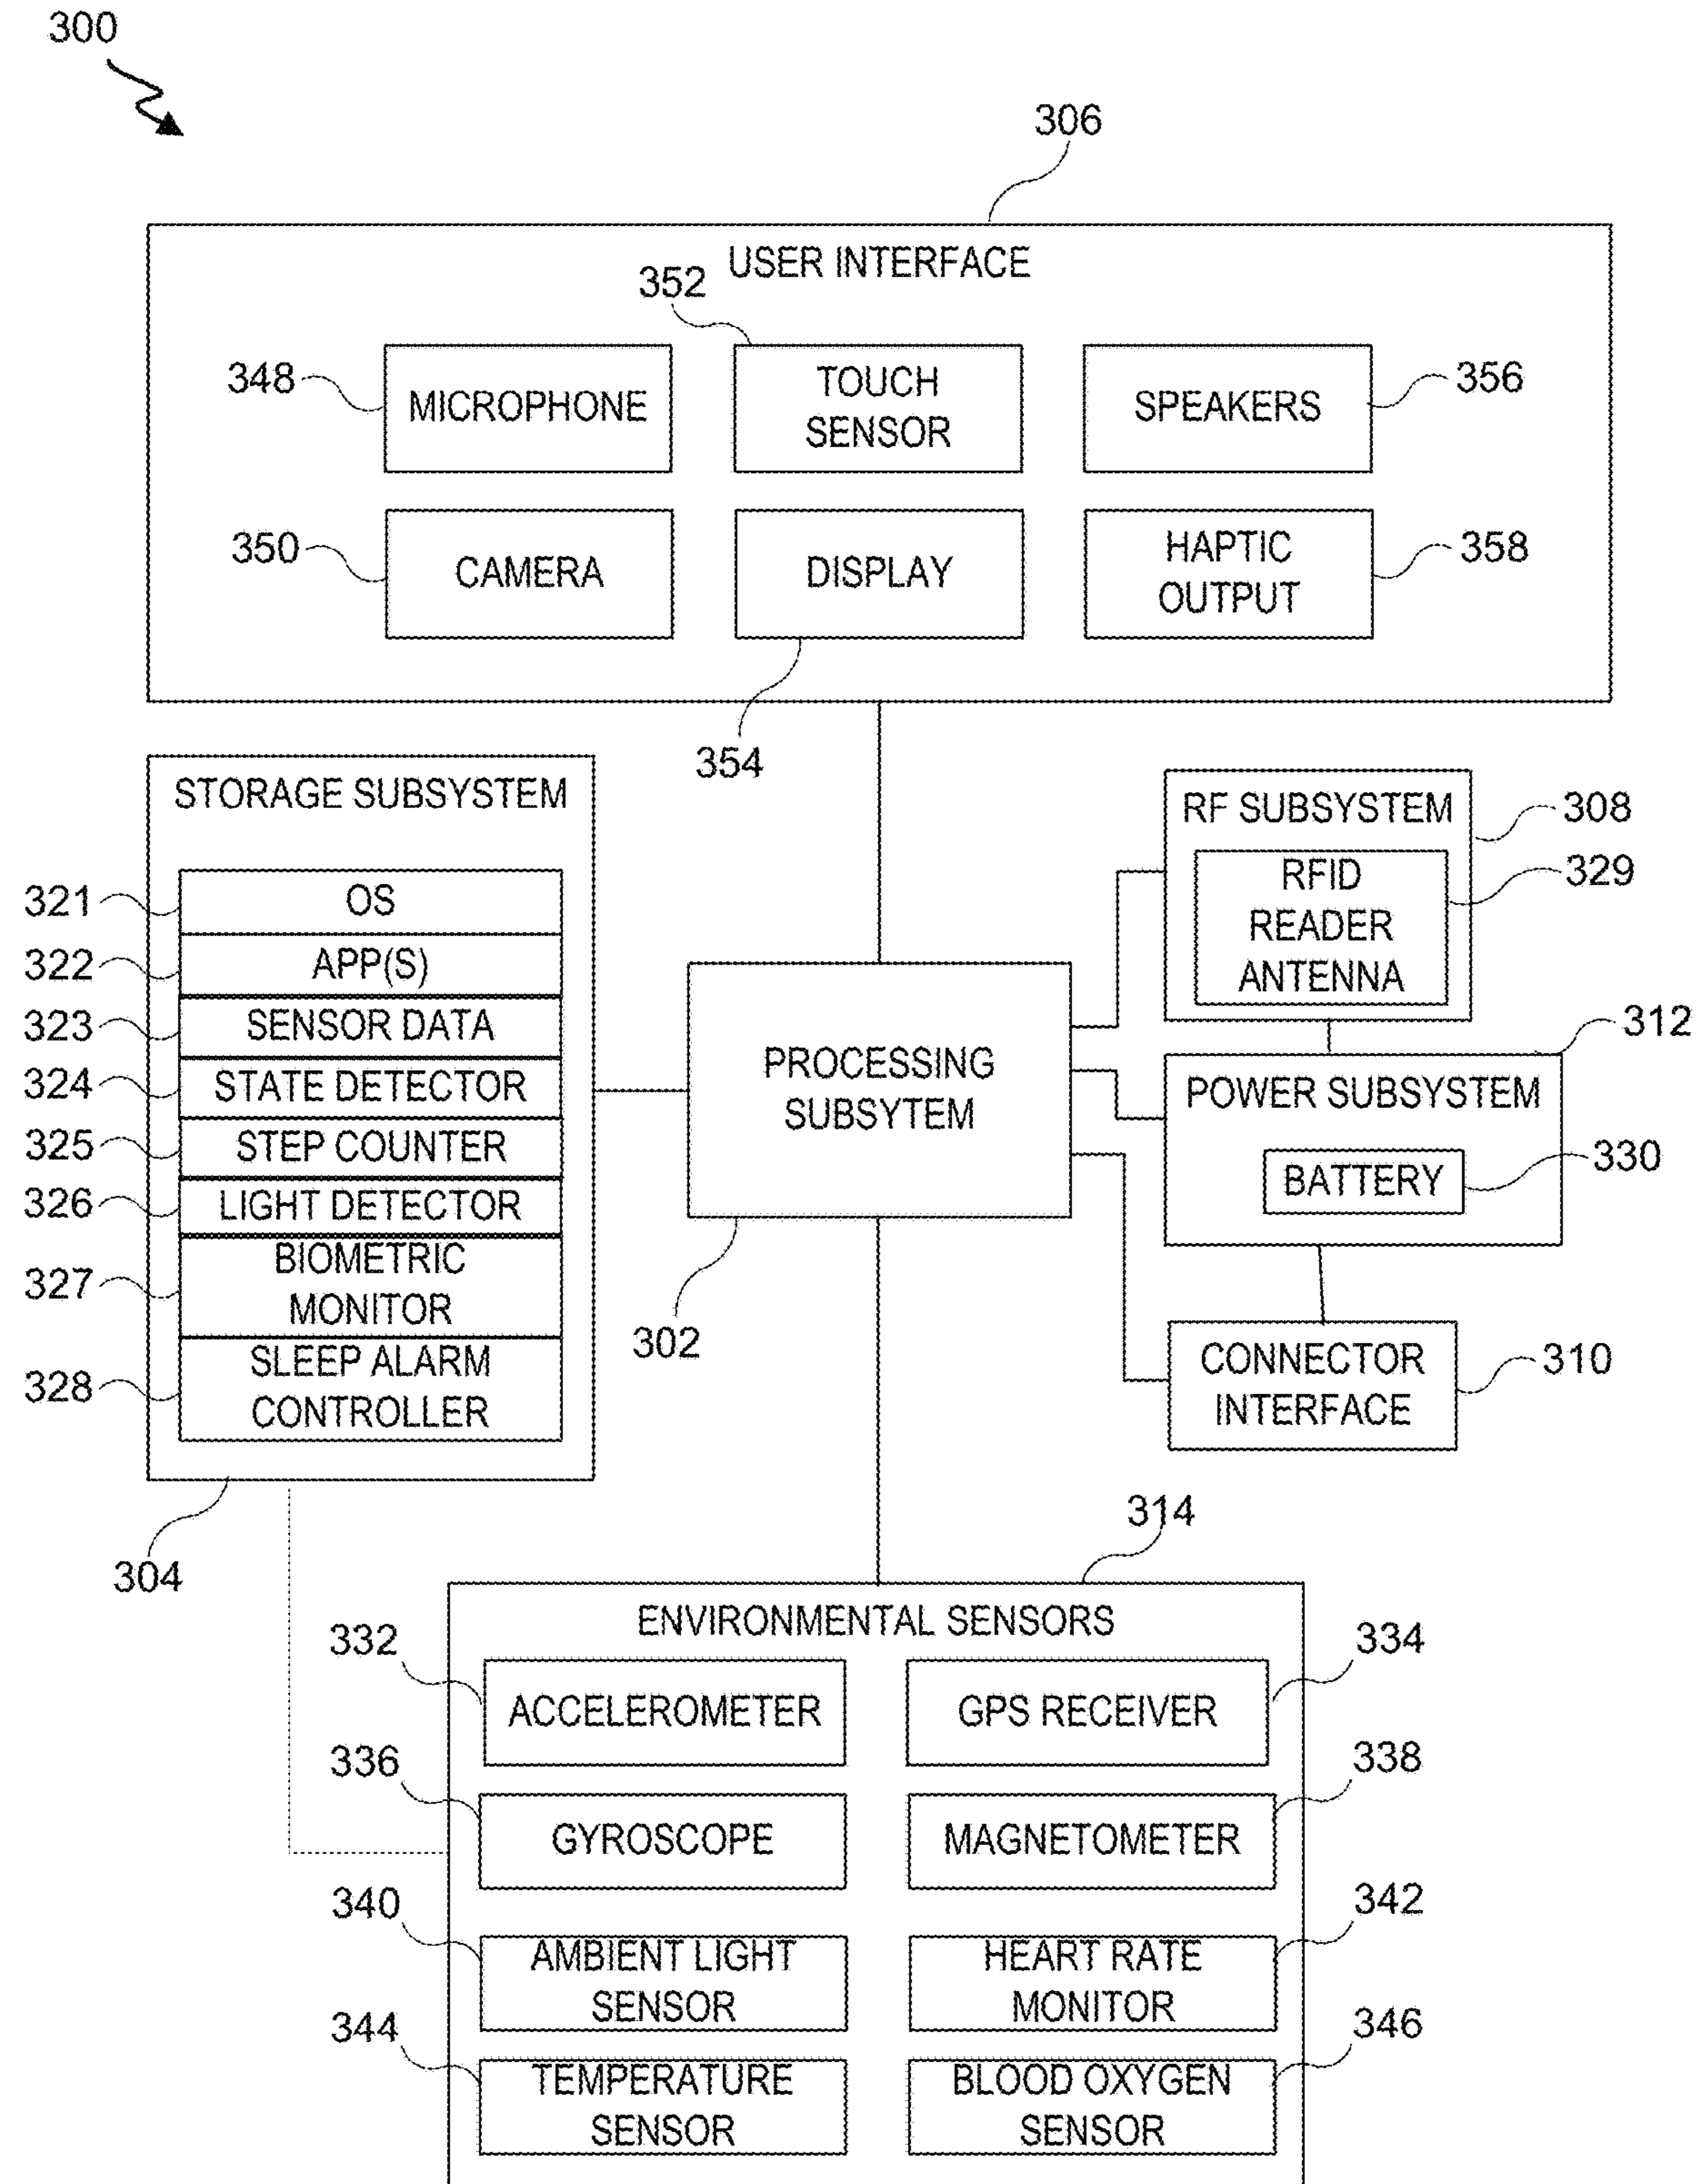 300
306
USER INTERFACE
352
348
MICROPHONE
TOUCH
SENSOR
SPEAKERS
356
350
CAMERA
DISPLAY
HAPTIC
OUTPUT
358
354
STORAGE SUBSYSTEM
321
OS
322
APP(S)
323
SENSOR DATA
324
STATE DETECTOR
325
STEP COUNTER
326
LIGHT DETECTOR
327
BIOMETRIC
MONITOR
328
SLEEP ALARM
CONTROLLER
304
PROCESSING
SUBSYTEM
302
RF SUBSYSTEM
308
RFID
READER
ANTENNA
329
312
POWER SUBSYSTEM
BATTERY
330
CONNECTOR
INTERFACE
310
314
ENVIRONMENTAL SENSORS
332
ACCELEROMETER
GPS RECEIVER
334
336
GYROSCOPE
MAGNETOMETER
338
340
AMBIENT LIGHT
SENSOR
HEART RATE
MONITOR
342
344
TEMPERATURE
SENSOR
BLOOD OXYGEN
SENSOR
346